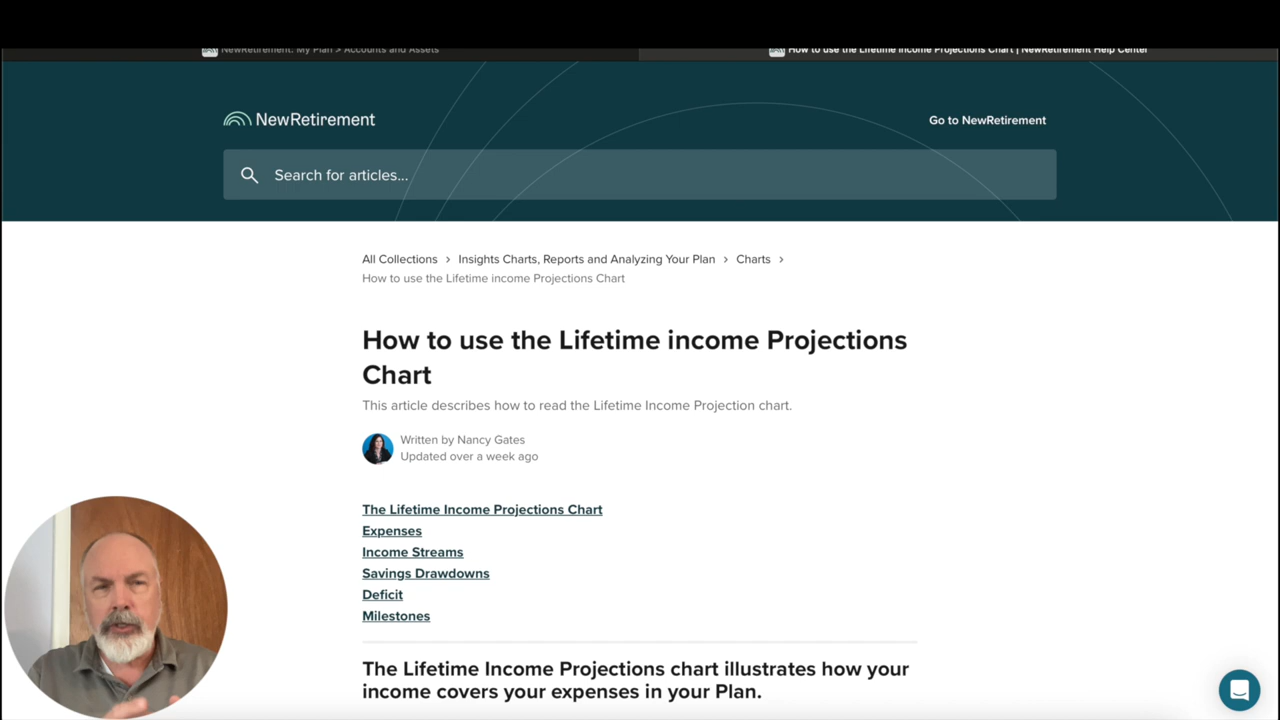 NewRetirement: My Plan > Accounts and Assets
How to use the Lifetime income Projections Chart | NewRetirement Help Center
NewRetirement
Go to NewRetirement
Search for articles...
All Collections > Insights Charts, Reports and Analyzing Your Plan > Charts >
How to use the Lifetime income Projections Chart
How to use the Lifetime income Projections
Chart
This article describes how to read the Lifetime Income Projection chart.
Written by Nancy Gates
Updated over a week ago
The Lifetime Income Projections Chart
Expenses
Income Streams
Savings Drawdowns
Deficit
Milestones
The Lifetime Income Projections chart illustrates how your
income covers your expenses in your Plan.